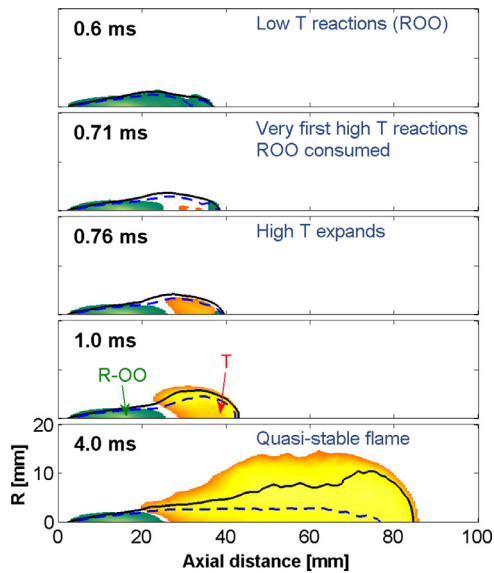 0.6 ms
Low T reactions (ROO)
0.71 ms
Very first high T reactions
ROO consumed
0.76 ms
High T expands
1.0 ms
R-OO
T
20
4.0 ms
Quasi-stable flame
10
R [mm]
0
0 20 40 60 80 100
Axial distance [mm]